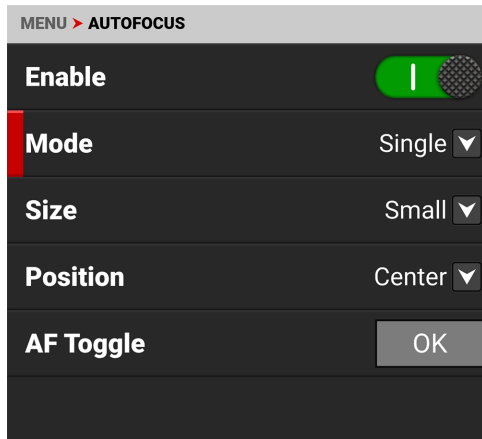 MENU ➤ AUTOFOCUS
Enable
Mode Single
Size Small
Position Center
AF Toggle OK